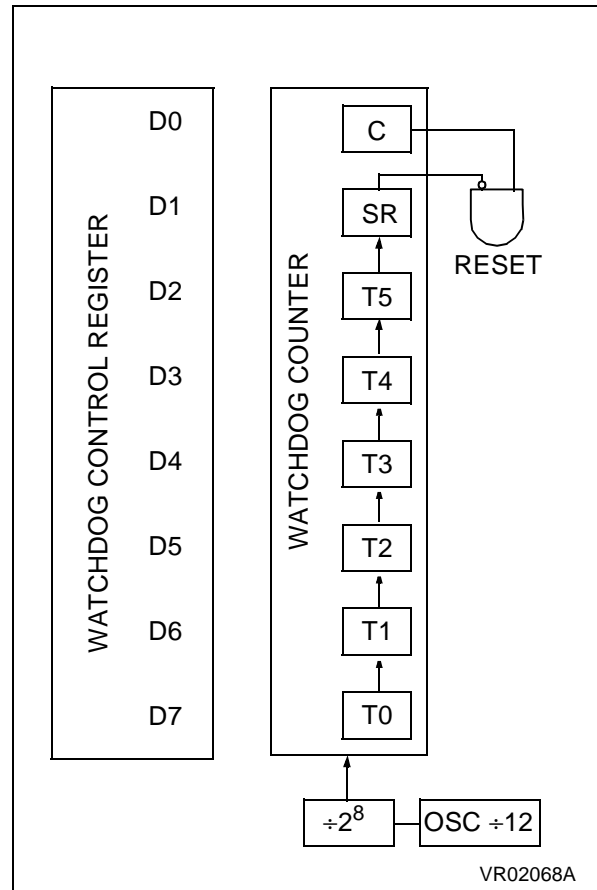 WATCHDOG CONTROL REGISTER
D0
D1
D2
D3
D4
D5
D6
D7
WATCHDOG COUNTER
C
SR
T5
T4
T3
T2
T1
T0
RESET
÷2⁸
OSC ÷12
VR02068A